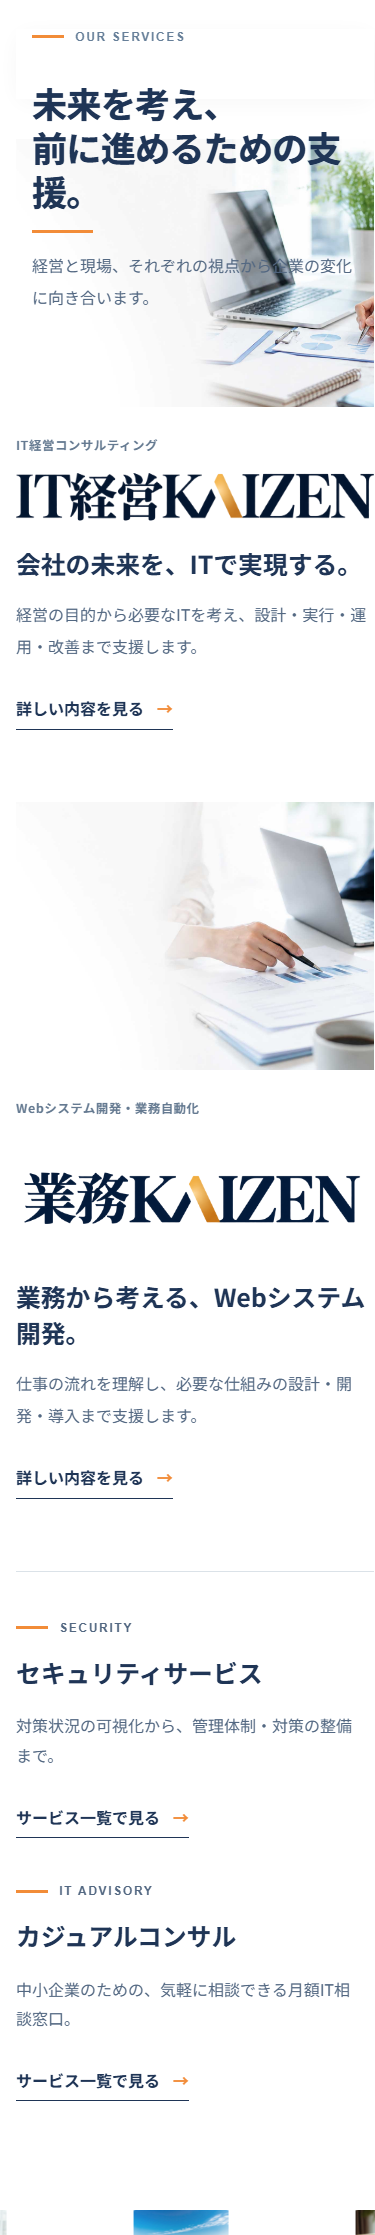 OUR SERVICES
未来を考え、
前に進めるための支
援。
経営と現場、それぞれの視点から企業の変化
に向き合います。
IT経営コンサルティング
IT経営KAIZEN
会社の未来を、ITで実現する。
経営の目的から必要なITを考え、設計・実行・運
用・改善まで支援します。
詳しい内容を見る →
Webシステム開発・業務自動化
業務KAIZEN
業務から考える、Webシステム
開発。
仕事の流れを理解し、必要な仕組みの設計・開
発・導入まで支援します。
詳しい内容を見る →
SECURITY
セキュリティサービス
対策状況の可視化から、管理体制・対策の整備
まで。
サービス一覧で見る →
IT ADVISORY
カジュアルコンサル
中小企業のための、気軽に相談できる月額IT相
談窓口。
サービス一覧で見る →